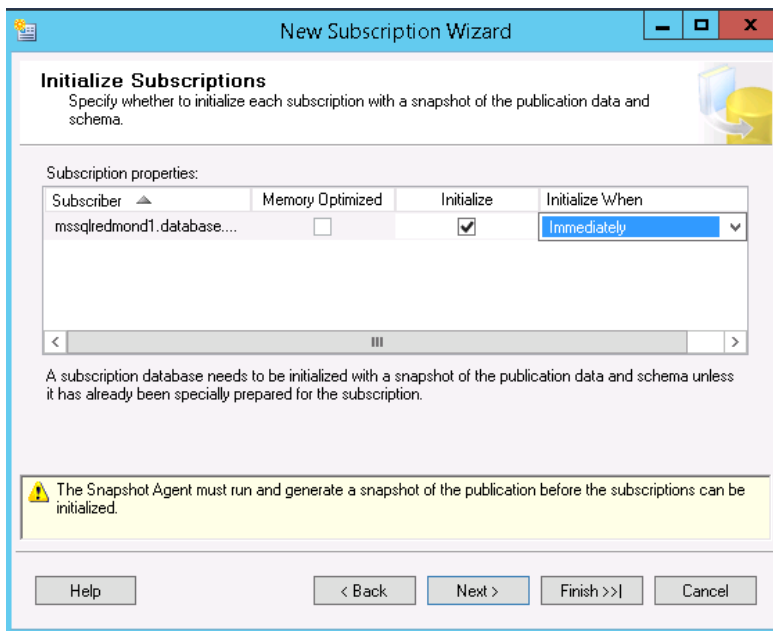 New Subscription Wizard
Initialize Subscriptions
Specify whether to initialize each subscription with a snapshot of the publication data and
schema.
Subscription properties:
Subscriber Memory Optimized Initialize Initialize When
mssqlredmond1.database.... Immediately
A subscription database needs to be initialized with a snapshot of the publication data and schema unless
it has already been specially prepared for the subscription.
The Snapshot Agent must run and generate a snapshot of the publication before the subscriptions can be
initialized.
Help < Back Next > Finish >>| Cancel